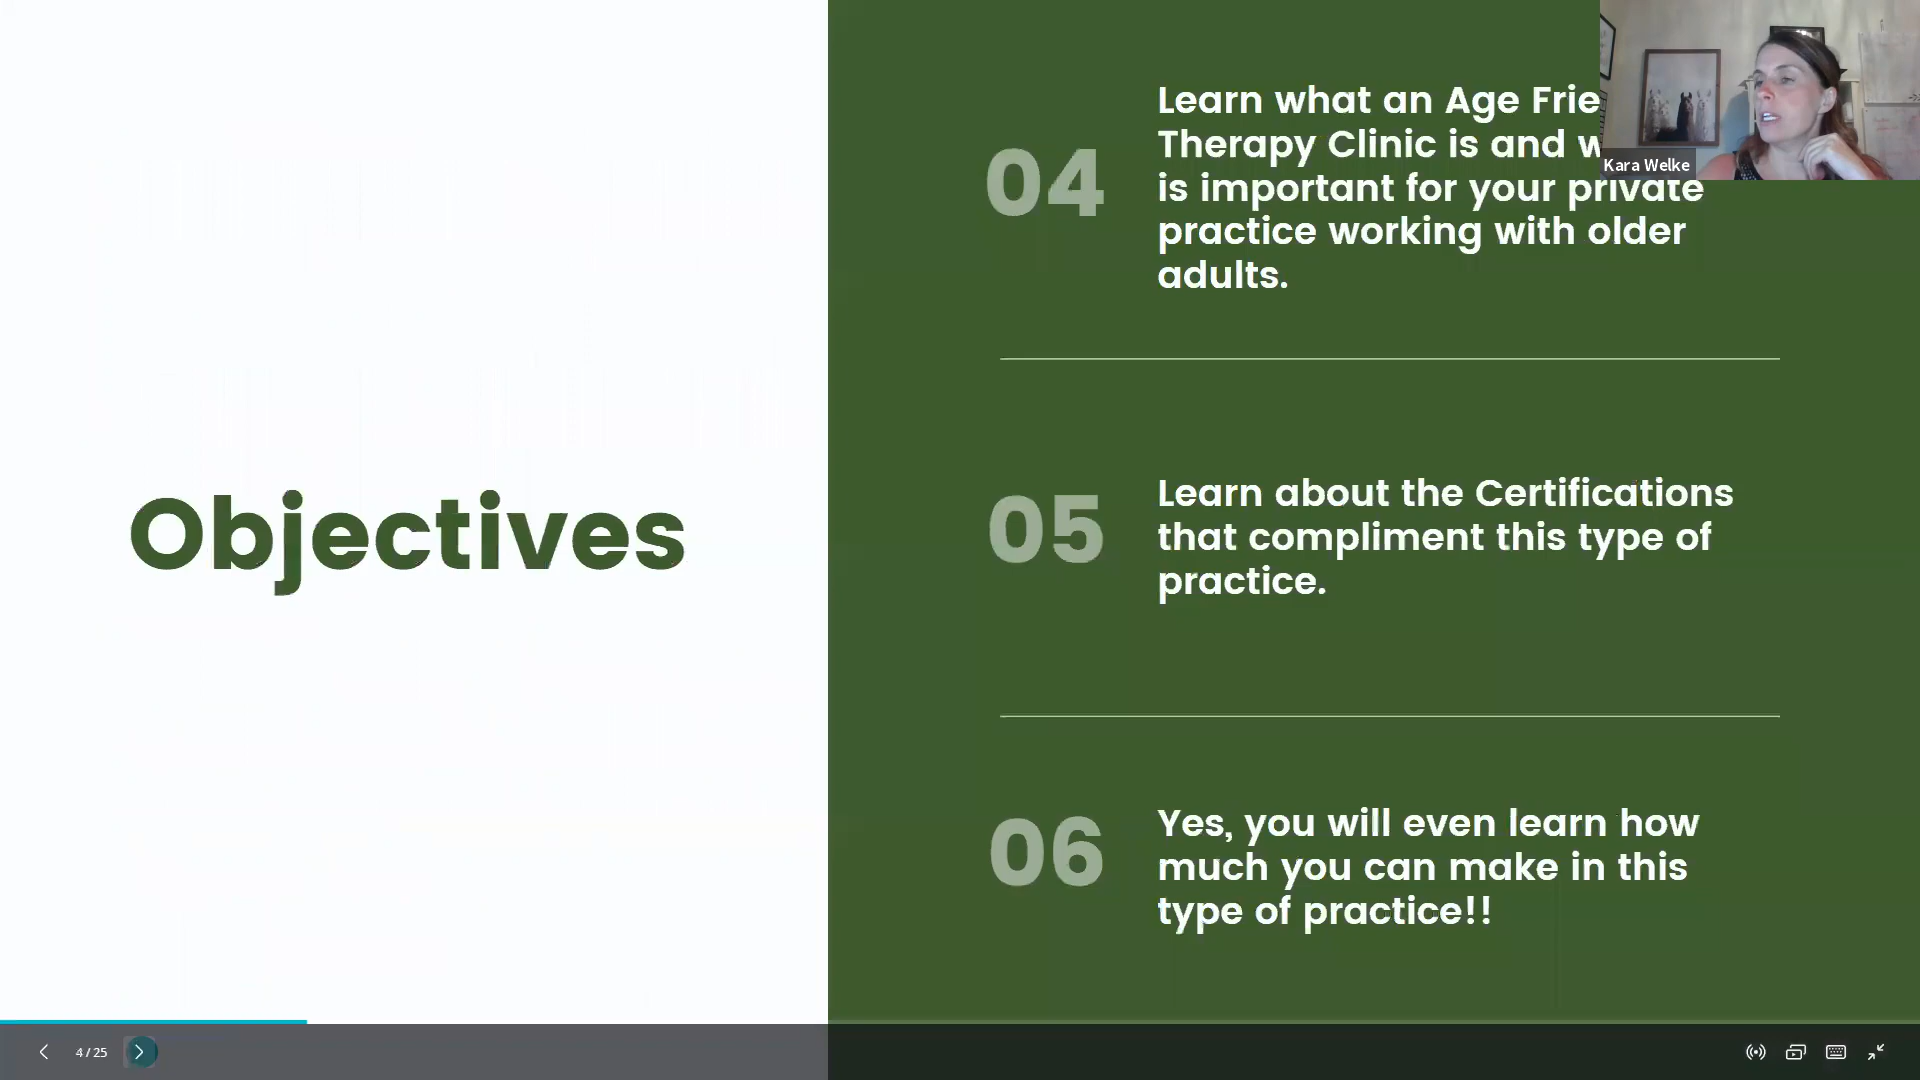 Objectives
04
Learn what an Age Frie
Therapy Clinic is and w
is important for your private
practice working with older
adults.
05
Learn about the Certifications
that compliment this type of
practice.
06
Yes, you will even learn how
much you can make in this
type of practice!!
Kara Welke
4 / 25